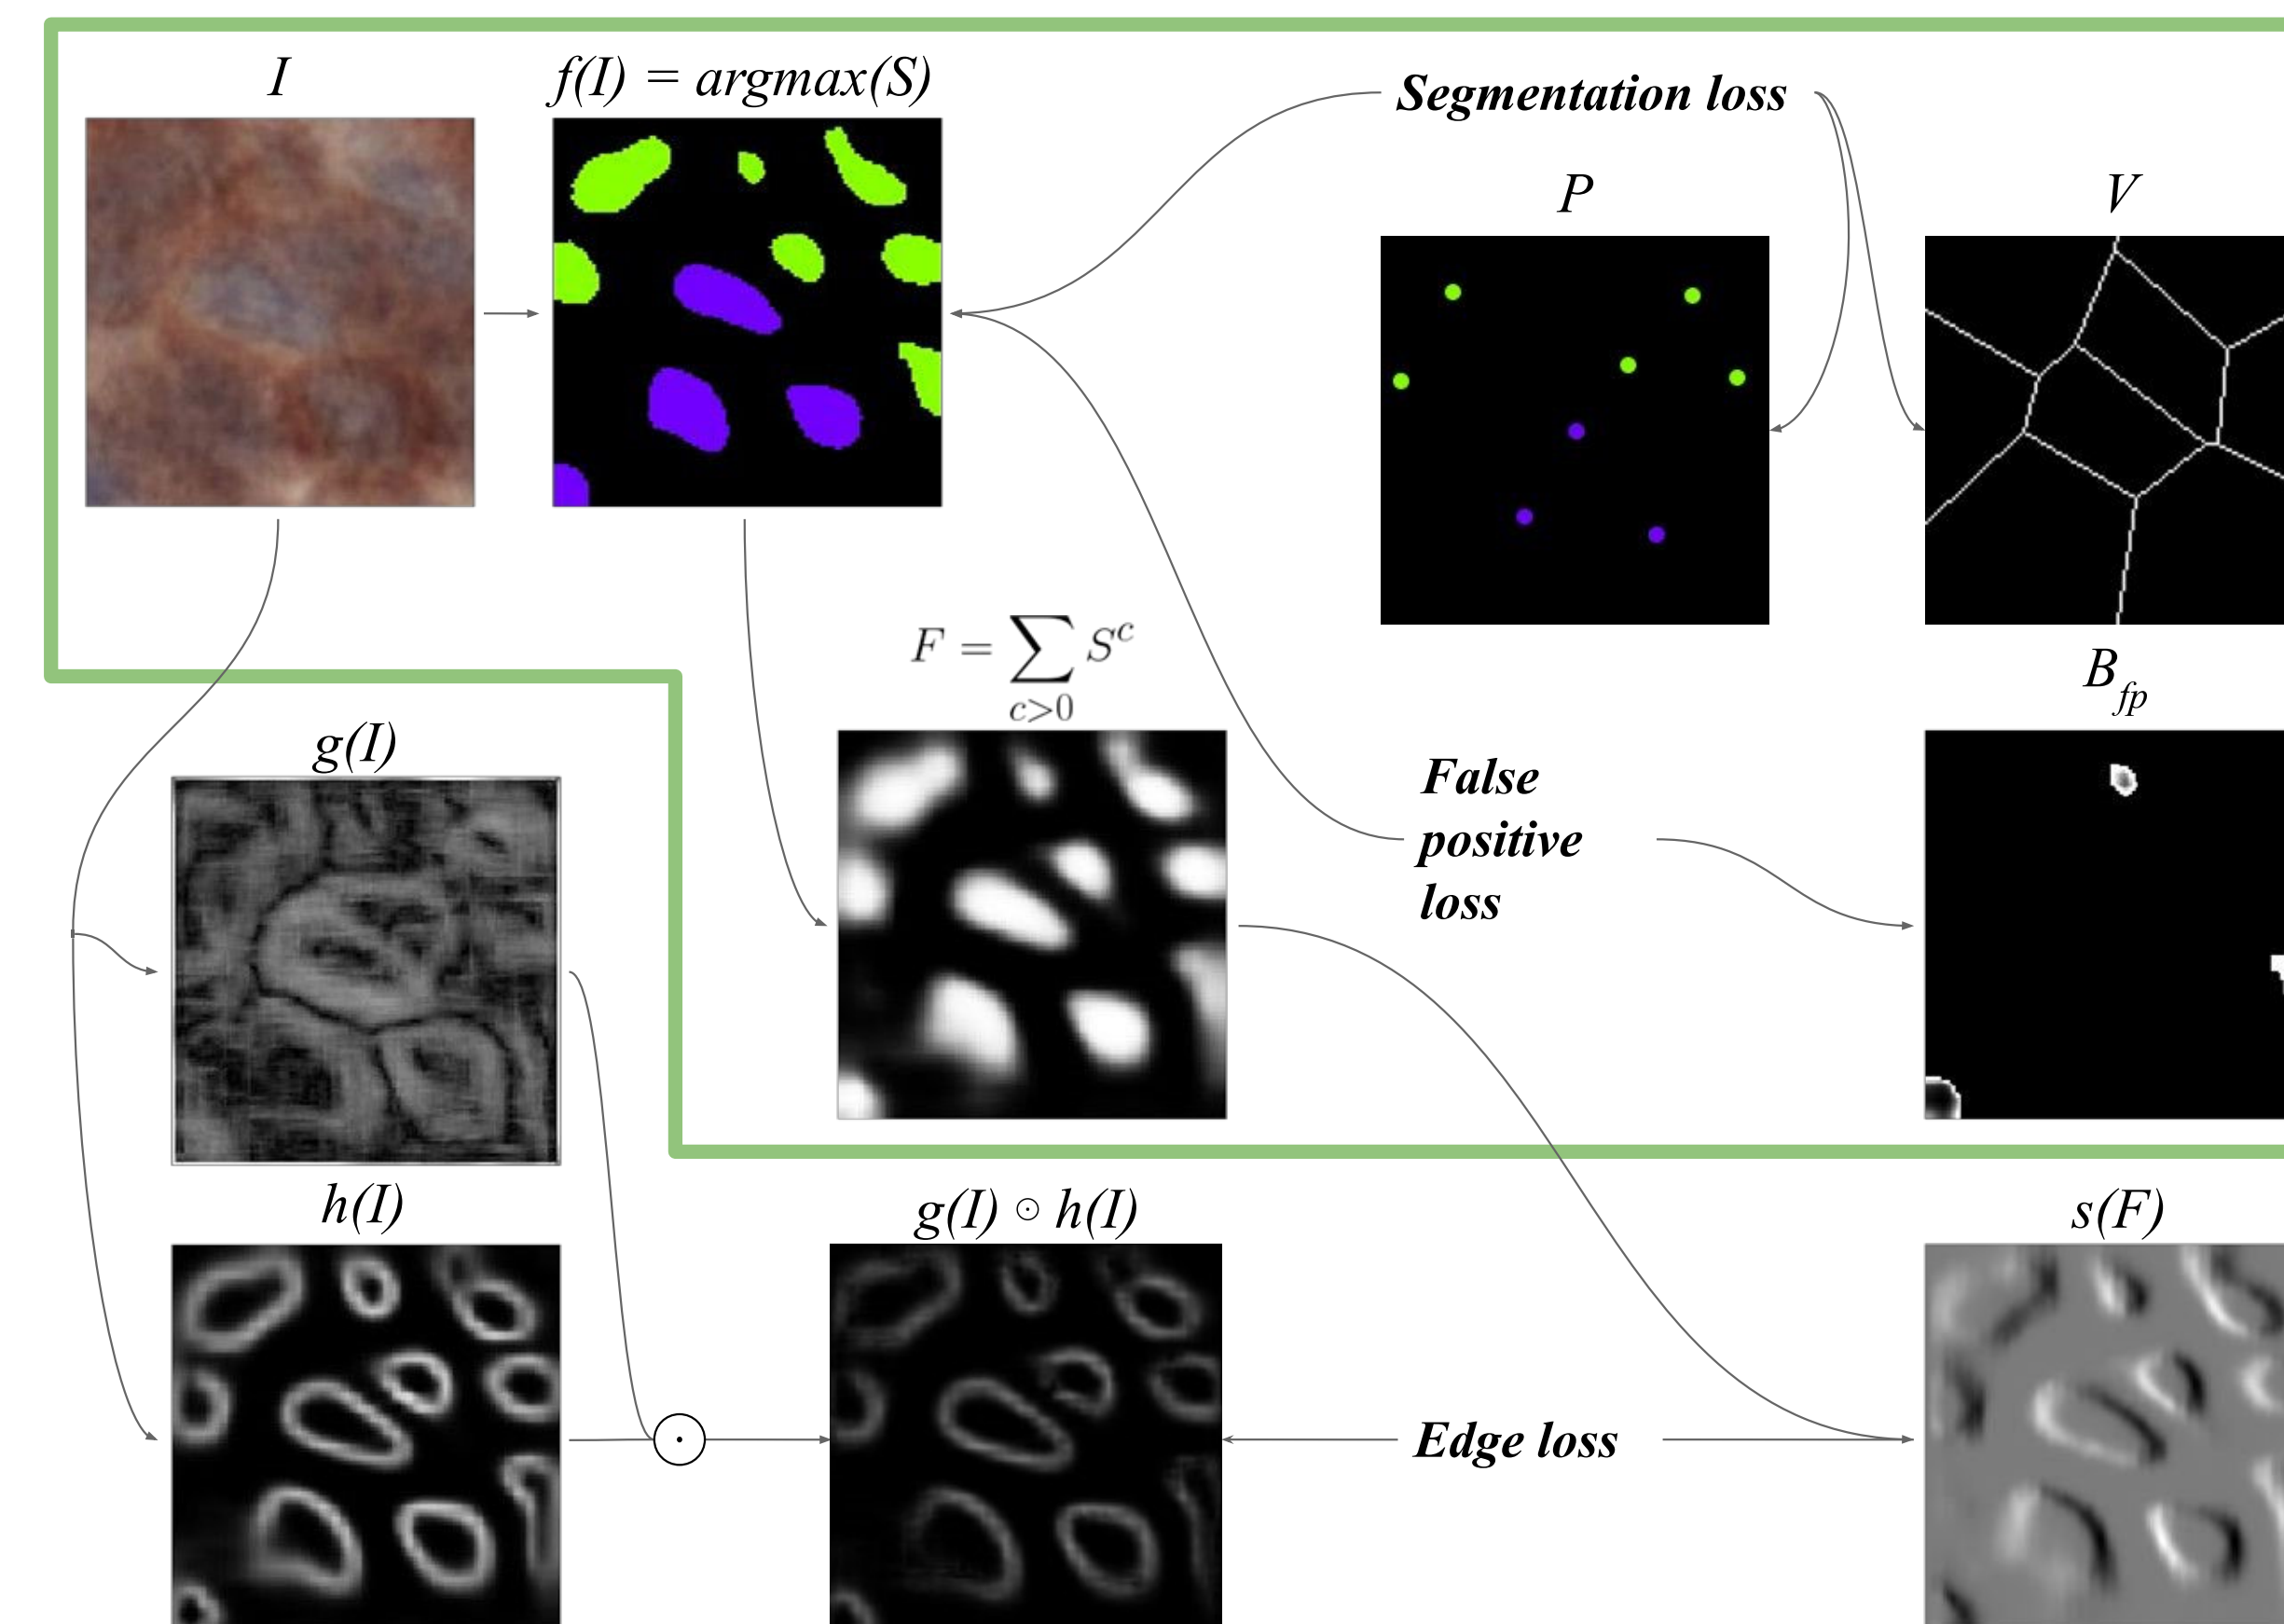 I
f(I) = argmax(S)
Segmentation loss
P
V
F = ∑ S^c
c>0
B_fp
g(I)
False
positive
loss
h(I)
g(I) ⊙ h(I)
s(F)
Edge loss